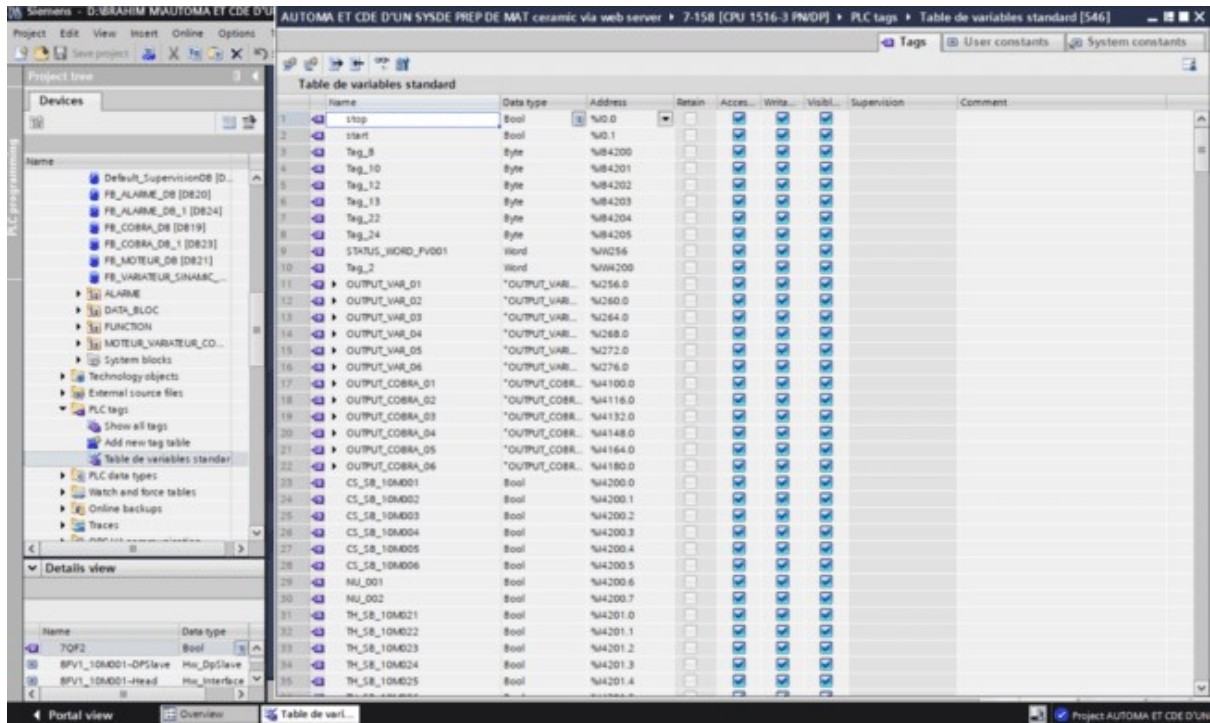 Siemens - D:\BRAHIM M\AUTOMA ET CDE D'U
Project Edit View Insert Online Options
Save project
Project tree
Devices
PLC programming
Name
Default_SupervisionDB [D...
FB_ALARME_DB [DB20]
FB_ALARME_DB_1 [DB24]
FB_COBRA_DB [DB19]
FB_COBRA_DB_1 [DB23]
FB_MOTEUR_DB [DB21]
FB_VARIATEUR_SINAMIC_...
ALARME
DATA_BLOC
FUNCTION
MOTEUR_VARIATEUR_CO...
System blocks
Technology objects
External source files
PLC tags
Show all tags
Add new tag table
Table de variables standar
PLC data types
Watch and force tables
Online backups
Traces
Details view
Name Data type
7QF2 Bool
BFV1_10M001~DPSlave Hw_DpSlave
BFV1_10M001~Head Hw_Interface
AUTOMA ET CDE D'UN SYSDE PREP DE MAT ceramic via web server 7-158 [CPU 1516-3 PN/DP] PLC tags Table de variables standard [546]
Tags User constants System constants
Table de variables standard
Name Data type Address Retain Acces... Writa... Visibl... Supervision Comment
1 stop Bool %I0.0
2 start Bool %I0.1
3 Tag_8 Byte %IB4200
4 Tag_10 Byte %IB4201
5 Tag_12 Byte %IB4202
6 Tag_13 Byte %IB4203
7 Tag_22 Byte %IB4204
8 Tag_24 Byte %IB4205
9 STATUS_WORD_FV001 Word %IW256
10 Tag_2 Word %IW4200
11 OUTPUT_VAR_01 "OUTPUT_VARI... %I256.0
12 OUTPUT_VAR_02 "OUTPUT_VARI... %I260.0
13 OUTPUT_VAR_03 "OUTPUT_VARI... %I264.0
14 OUTPUT_VAR_04 "OUTPUT_VARI... %I268.0
15 OUTPUT_VAR_05 "OUTPUT_VARI... %I272.0
16 OUTPUT_VAR_06 "OUTPUT_VARI... %I276.0
17 OUTPUT_COBRA_01 "OUTPUT_COBR... %I4100.0
18 OUTPUT_COBRA_02 "OUTPUT_COBR... %I4116.0
19 OUTPUT_COBRA_03 "OUTPUT_COBR... %I4132.0
20 OUTPUT_COBRA_04 "OUTPUT_COBR... %I4148.0
21 OUTPUT_COBRA_05 "OUTPUT_COBR... %I4164.0
22 OUTPUT_COBRA_06 "OUTPUT_COBR... %I4180.0
23 CS_SB_10M001 Bool %I4200.0
24 CS_SB_10M002 Bool %I4200.1
25 CS_SB_10M003 Bool %I4200.2
26 CS_SB_10M004 Bool %I4200.3
27 CS_SB_10M005 Bool %I4200.4
28 CS_SB_10M006 Bool %I4200.5
29 NU_001 Bool %I4200.6
30 NU_002 Bool %I4200.7
31 TH_SB_10M021 Bool %I4201.0
32 TH_SB_10M022 Bool %I4201.1
33 TH_SB_10M023 Bool %I4201.2
34 TH_SB_10M024 Bool %I4201.3
35 TH_SB_10M025 Bool %I4201.4
Portal view Overview Table de vari... Project AUTOMA ET CDE D'UN